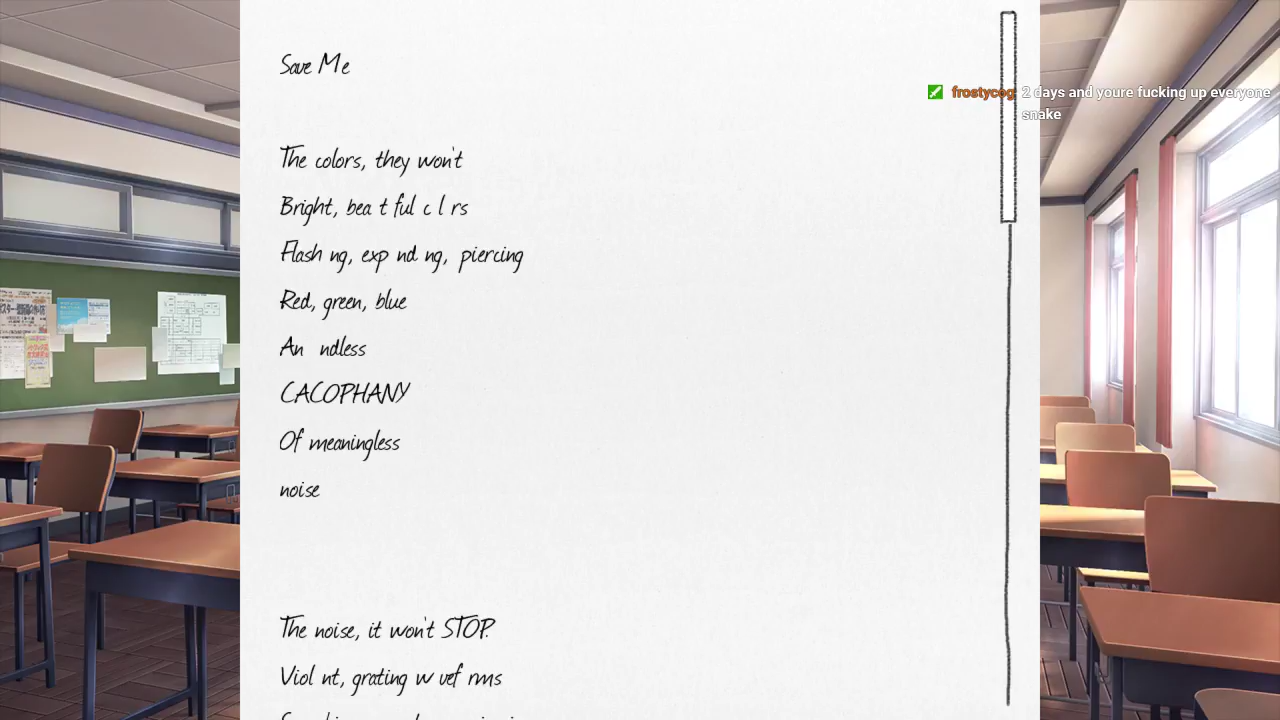 Save Me
frostycog 2 days and youre fucking up everyone
snake
The colors, they won't
Bright, bea t ful c l rs
Flash ng, exp nd ng, piercing
Red, green, blue
An ndless
CACOPHANY
Of meaningless
noise
The noise, it won't STOP.
Viol nt, grating w vef rms